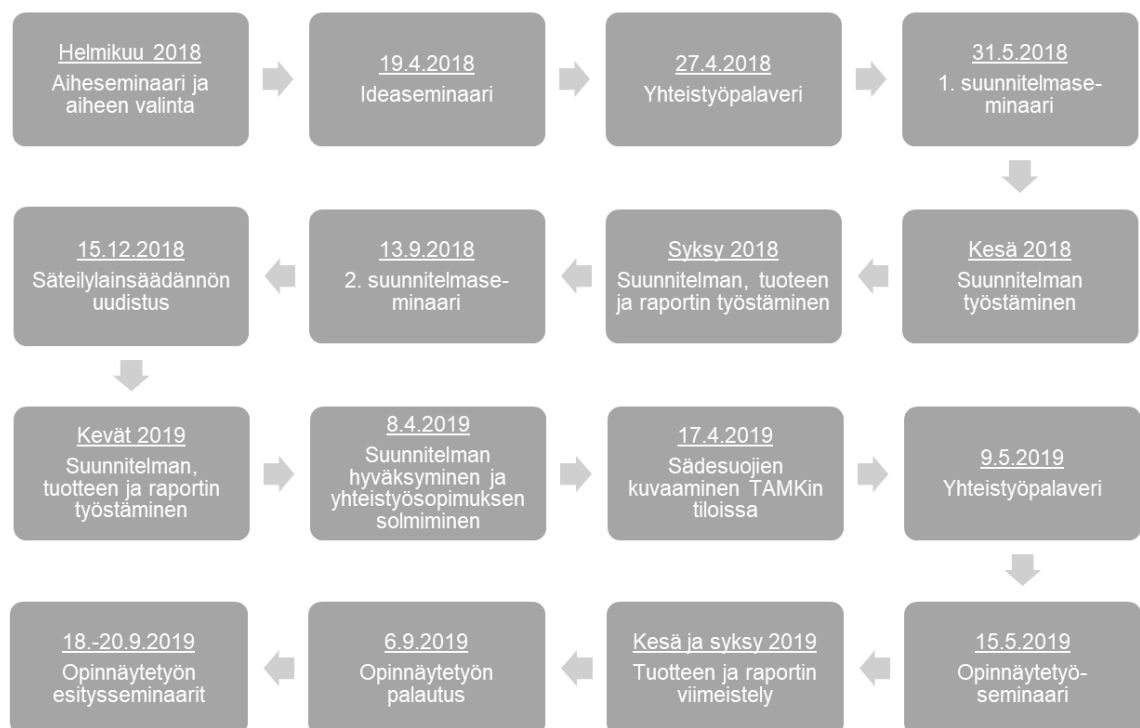 Helmikuu 2018
Aiheseminaari ja
aiheen valinta
19.4.2018
Ideaseminaari
27.4.2018
Yhteistyöpalaveri
31.5.2018
1. suunnitelmase-
minaari
Kesä 2018
Suunnitelman
työstäminen
Syksy 2018
Suunnitelman, tuoteen
ja raportin työstäminen
13.9.2018
2. suunnitelmase-
minaari
15.12.2018
Säteilylainsäädännön
uudistus
Kevät 2019
Suunnitelman,
tuotteen ja raportin
työstäminen
8.4.2019
Suunnitelman
hyväksyminen ja
yhteistyösopimuksen
solmiminen
17.4.2019
Sädesuojien
kuvaaminen TAMKin
tiloissa
9.5.2019
Yhteistyöpalaveri
15.5.2019
Opinnäytetyö-
seminaari
Kesä ja syksy 2019
Tuotteen ja raportin
viimeistely
6.9.2019
Opinnäytetyön
palautus
18.-20.9.2019
Opinnäytetyön
esitysseminaarit